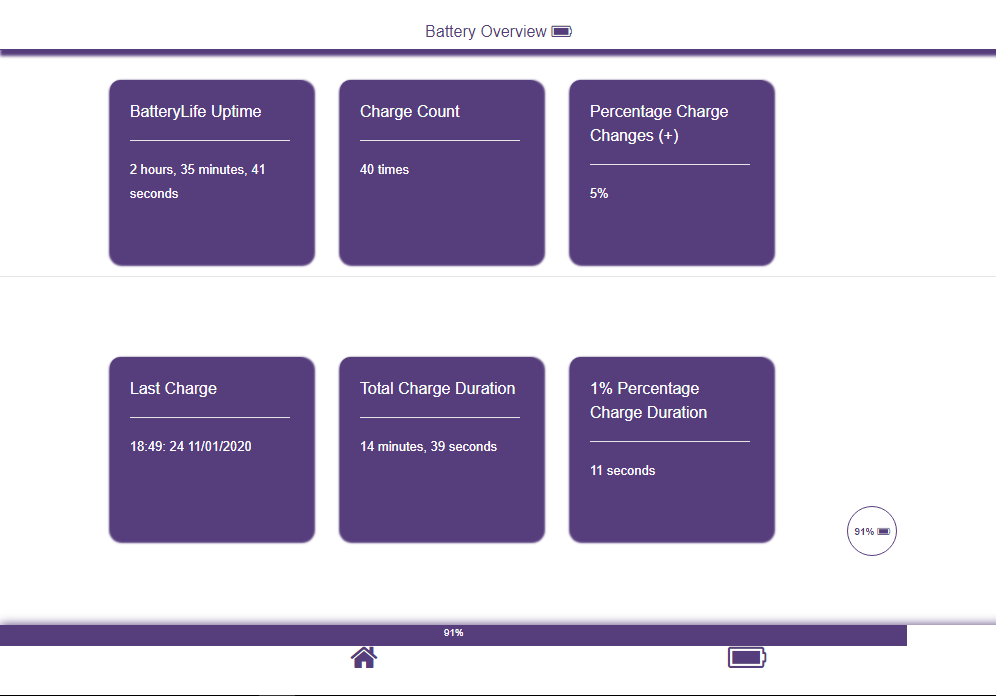 Battery Overview
BatteryLife Uptime
2 hours, 35 minutes, 41
seconds
Charge Count
40 times
Percentage Charge
Changes (+)
5%
Last Charge
18:49: 24 11/01/2020
Total Charge Duration
14 minutes, 39 seconds
1% Percentage
Charge Duration
11 seconds
91%
91%